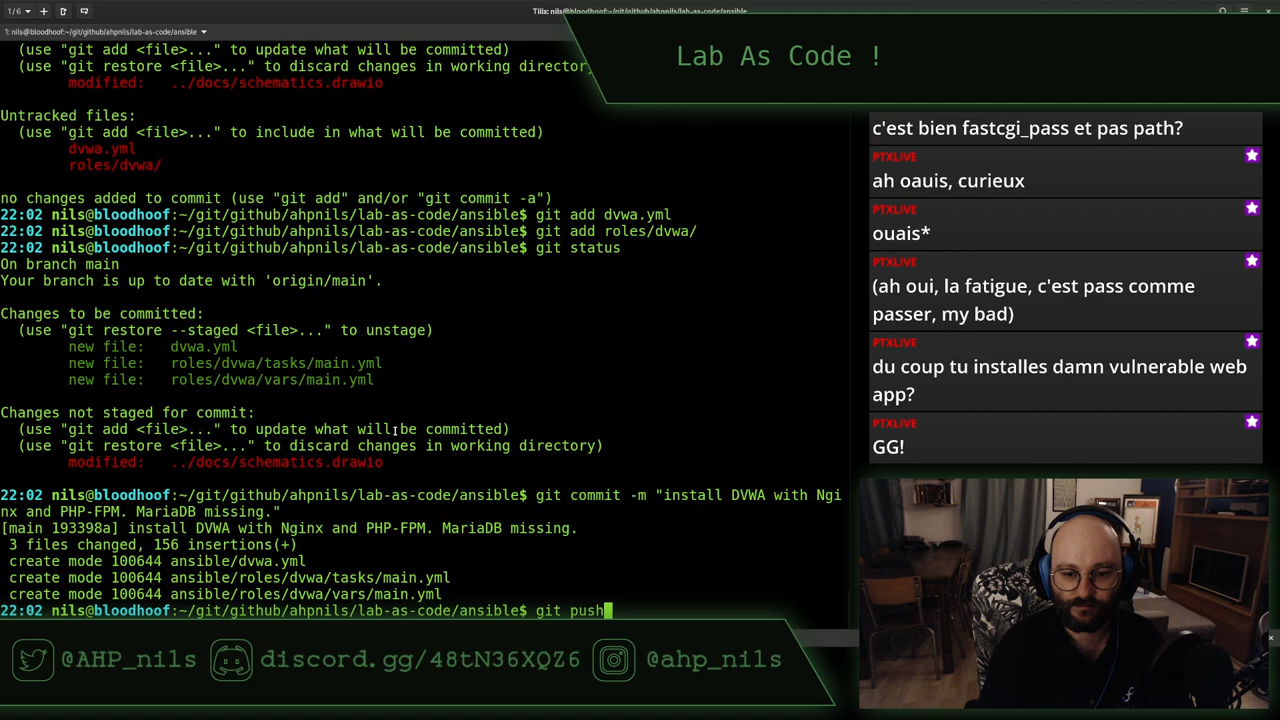 1/6
Tilix: nils@bloodhoof:~/git/github/ahpnils/lab-as-code/ansible
1: nils@bloodhoof:~/git/github/ahpnils/lab-as-code/ansible
(use "git add <file>..." to update what will be committed)
(use "git restore <file>..." to discard changes in working directory
modified:   ../docs/schematics.drawio
Untracked files:
(use "git add <file>..." to include in what will be committed)
dvwa.yml
roles/dvwa/
no changes added to commit (use "git add" and/or "git commit -a")
22:02 nils@bloodhoof:~/git/github/ahpnils/lab-as-code/ansible$ git add dvwa.yml
22:02 nils@bloodhoof:~/git/github/ahpnils/lab-as-code/ansible$ git add roles/dvwa/
22:02 nils@bloodhoof:~/git/github/ahpnils/lab-as-code/ansible$ git status
On branch main
Your branch is up to date with 'origin/main'.
Changes to be committed:
(use "git restore --staged <file>..." to unstage)
new file:   dvwa.yml
new file:   roles/dvwa/tasks/main.yml
new file:   roles/dvwa/vars/main.yml
Changes not staged for commit:
(use "git add <file>..." to update what will be committed)
(use "git restore <file>..." to discard changes in working directory)
modified:   ../docs/schematics.drawio
22:02 nils@bloodhoof:~/git/github/ahpnils/lab-as-code/ansible$ git commit -m "install DVWA with Ngi
nx and PHP-FPM. MariaDB missing."
[main 193398a] install DVWA with Nginx and PHP-FPM. MariaDB missing.
3 files changed, 156 insertions(+)
create mode 100644 ansible/dvwa.yml
create mode 100644 ansible/roles/dvwa/tasks/main.yml
create mode 100644 ansible/roles/dvwa/vars/main.yml
22:02 nils@bloodhoof:~/git/github/ahpnils/lab-as-code/ansible$ git push
Lab As Code !
c'est bien fastcgi_pass et pas path?
PTXLIVE
ah oauis, curieux
PTXLIVE
ouais*
PTXLIVE
(ah oui, la fatigue, c'est pass comme
passer, my bad)
PTXLIVE
du coup tu installes damn vulnerable web
app?
PTXLIVE
GG!
@AHP_nils
discord.gg/48tN36XQZ6
@ahp_nils